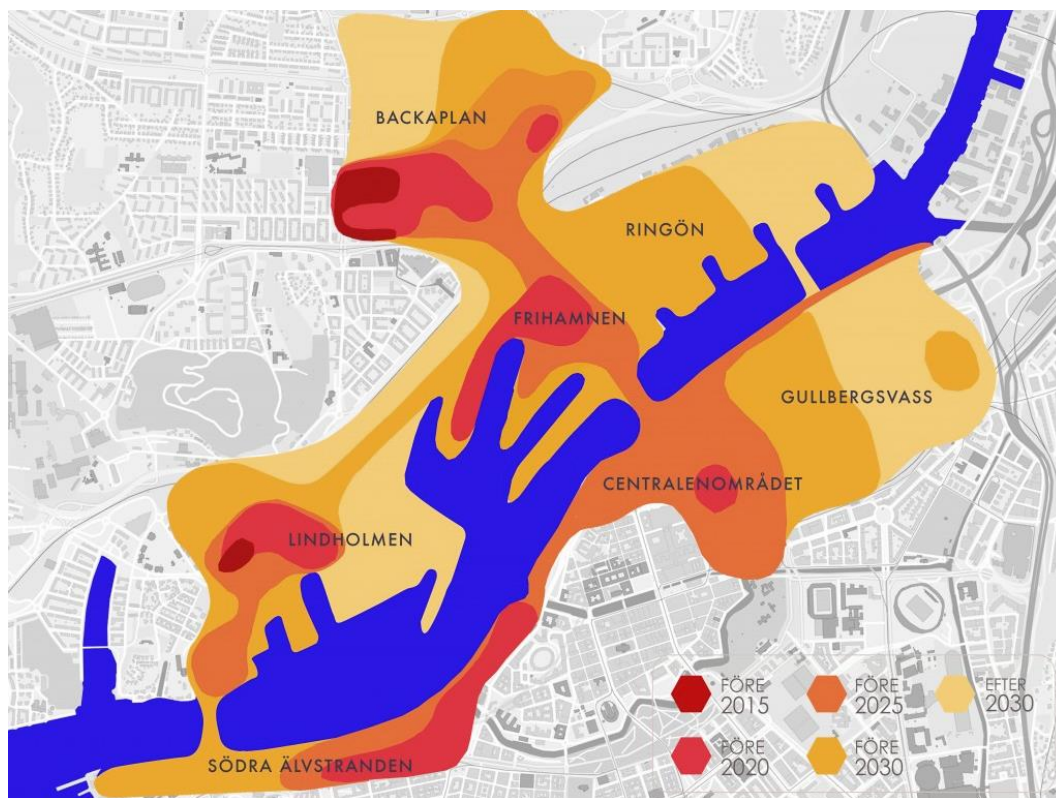 BACKAPLAN
RINGÖN
FRIHAMNEN
GULLBERGSVASS
CENTRALENOMRÅDET
LINDHOLMEN
SÖDRA ÄLVSTRANDEN
FÖRE
2015
FÖRE
2025
EFTER
2030
FÖRE
2020
FÖRE
2030